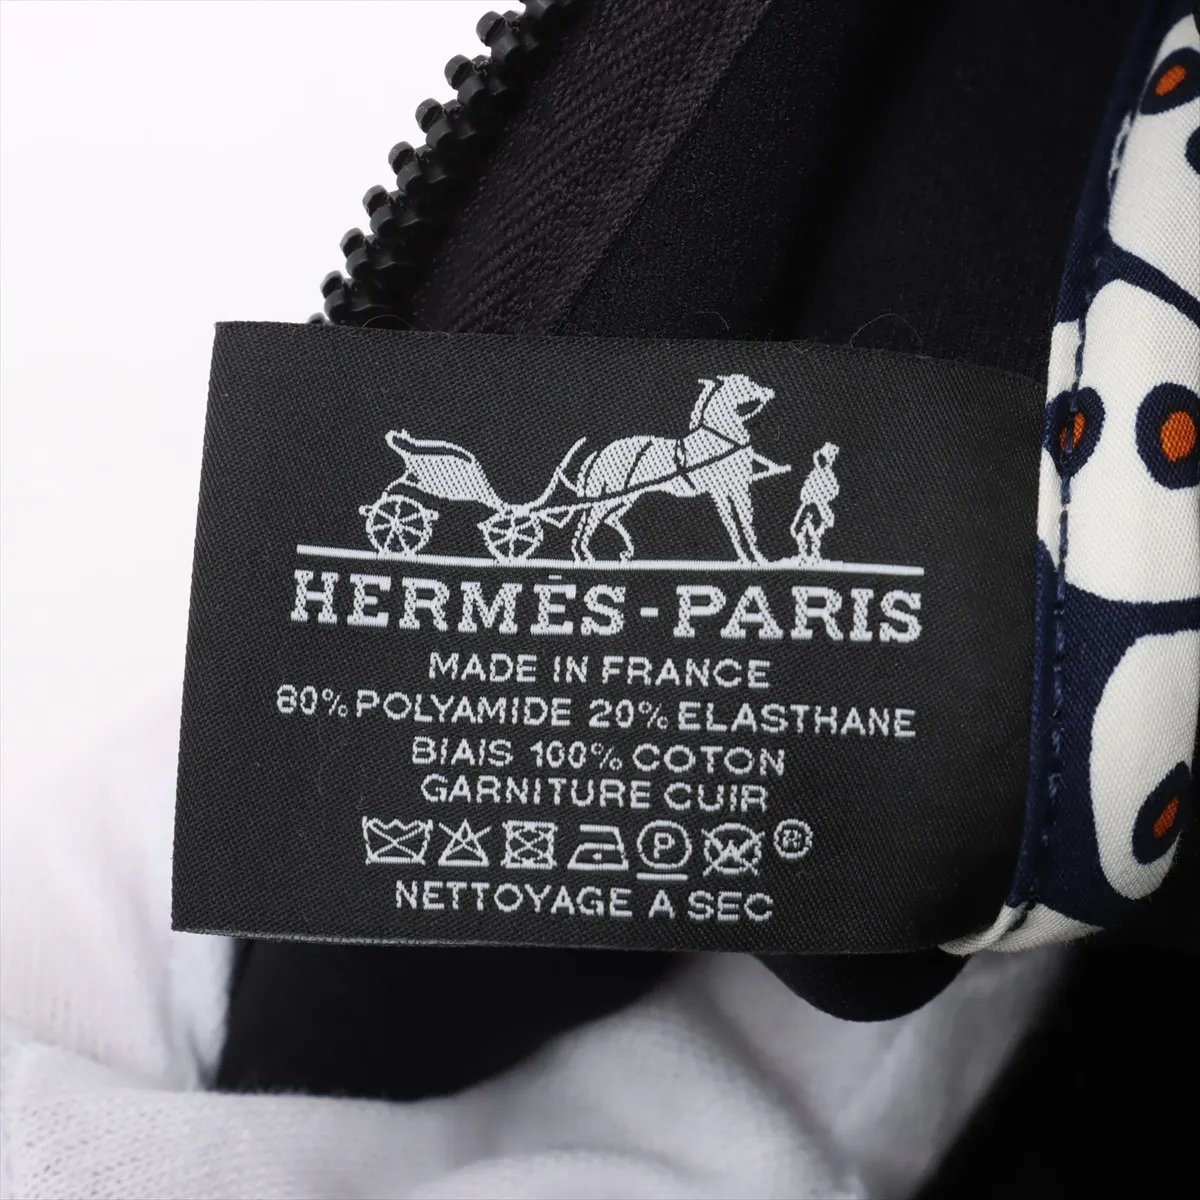 HERMÈS-PARIS
MADE IN FRANCE
80% POLYAMIDE 20% ELASTHANE
BIAIS 100% COTON
GARNITURE CUIR
P W ®
NETTOYAGE A SEC